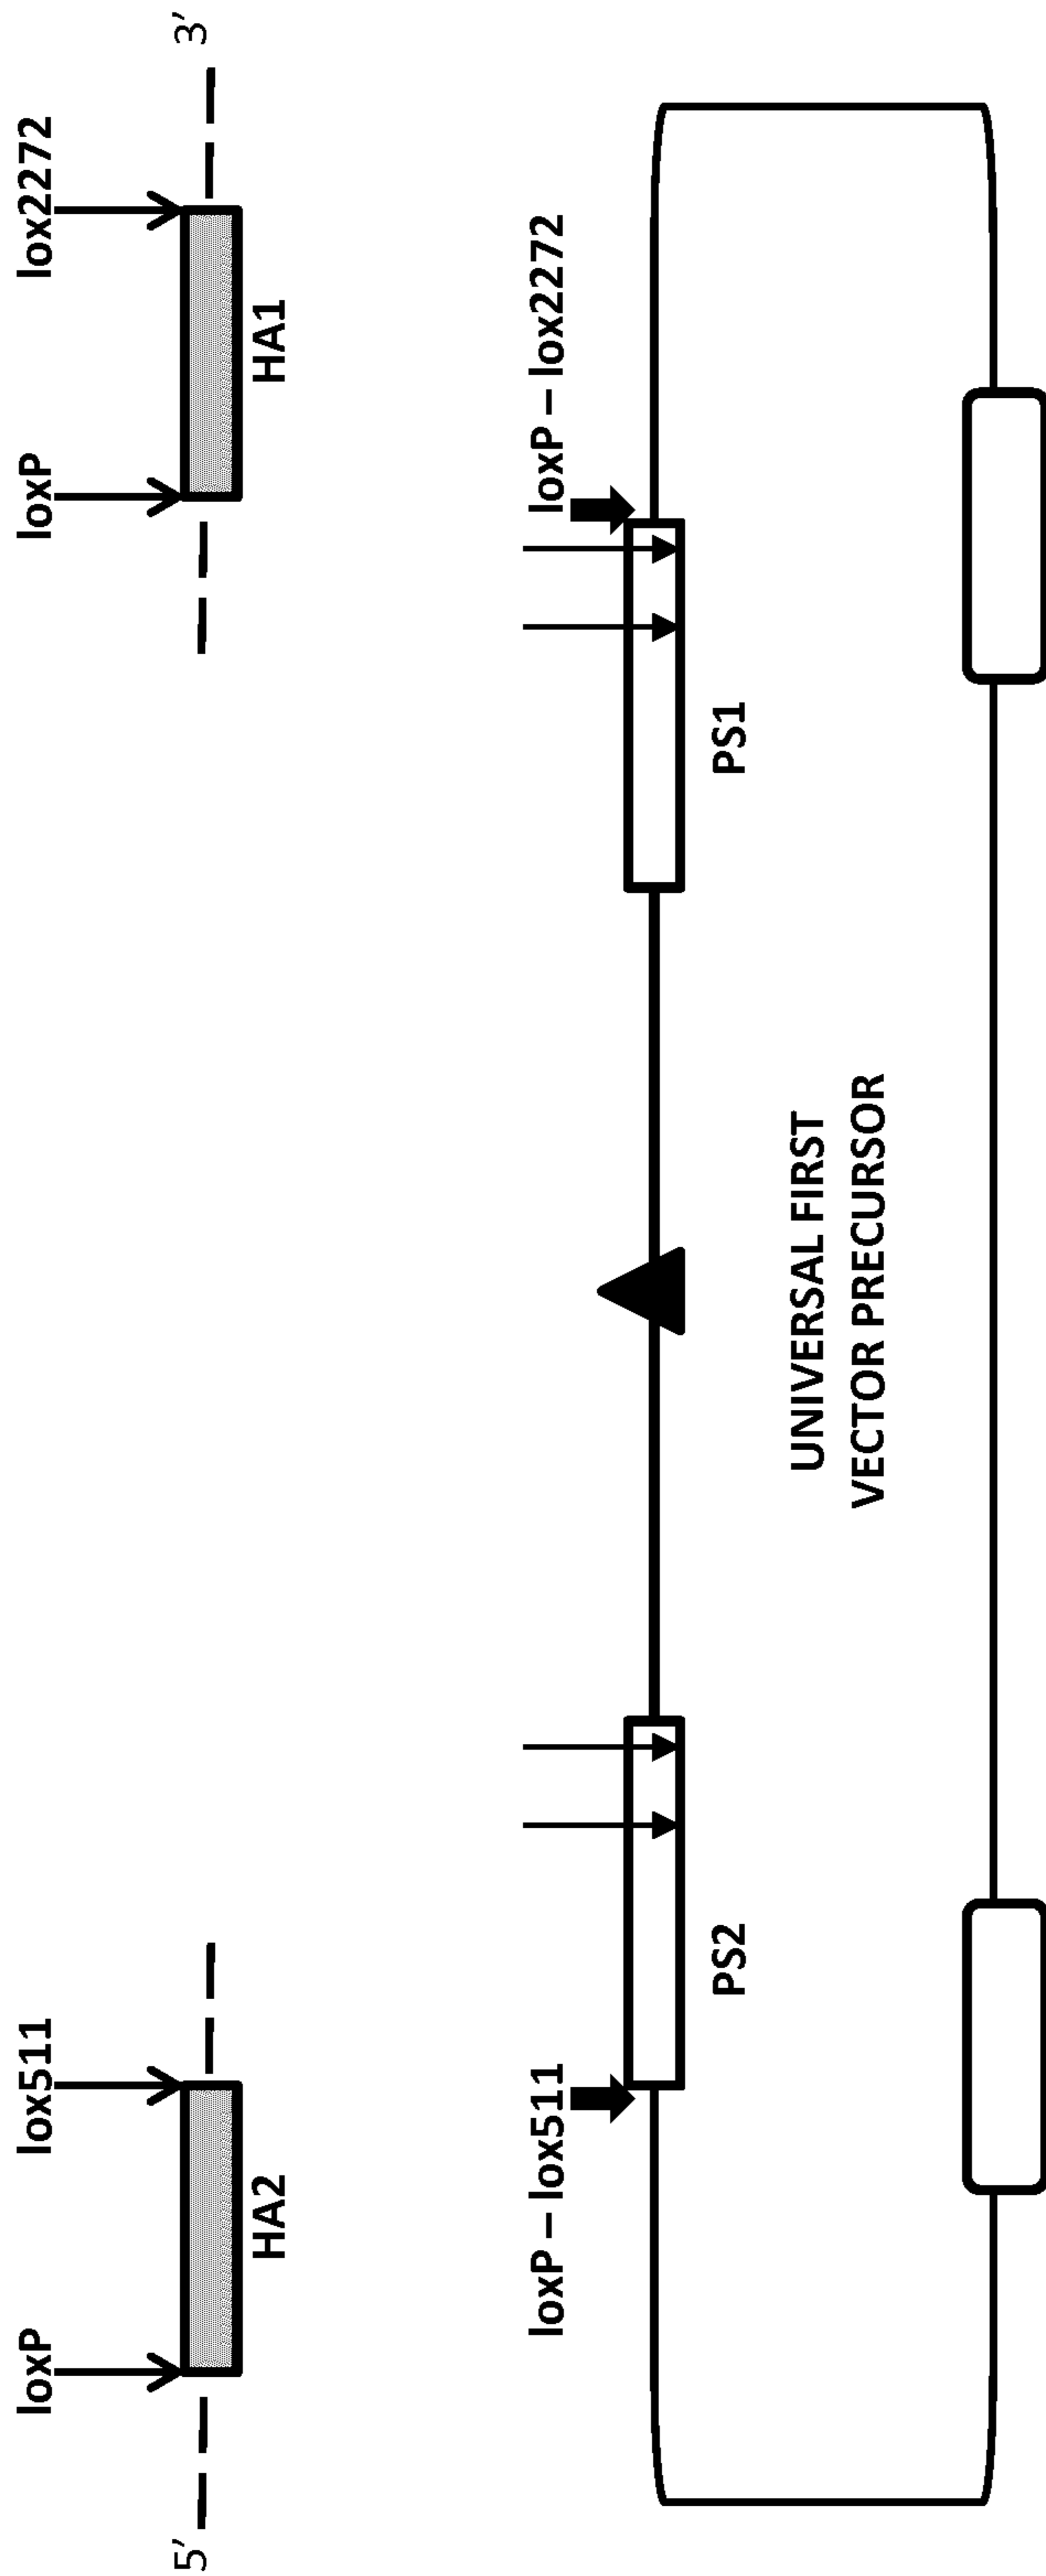 loxP
lox511
loxP
lox2272
5′
3′
HA2
HA1
loxP – lox511
loxP – lox2272
PS2
PS1
UNIVERSAL FIRST
VECTOR PRECURSOR